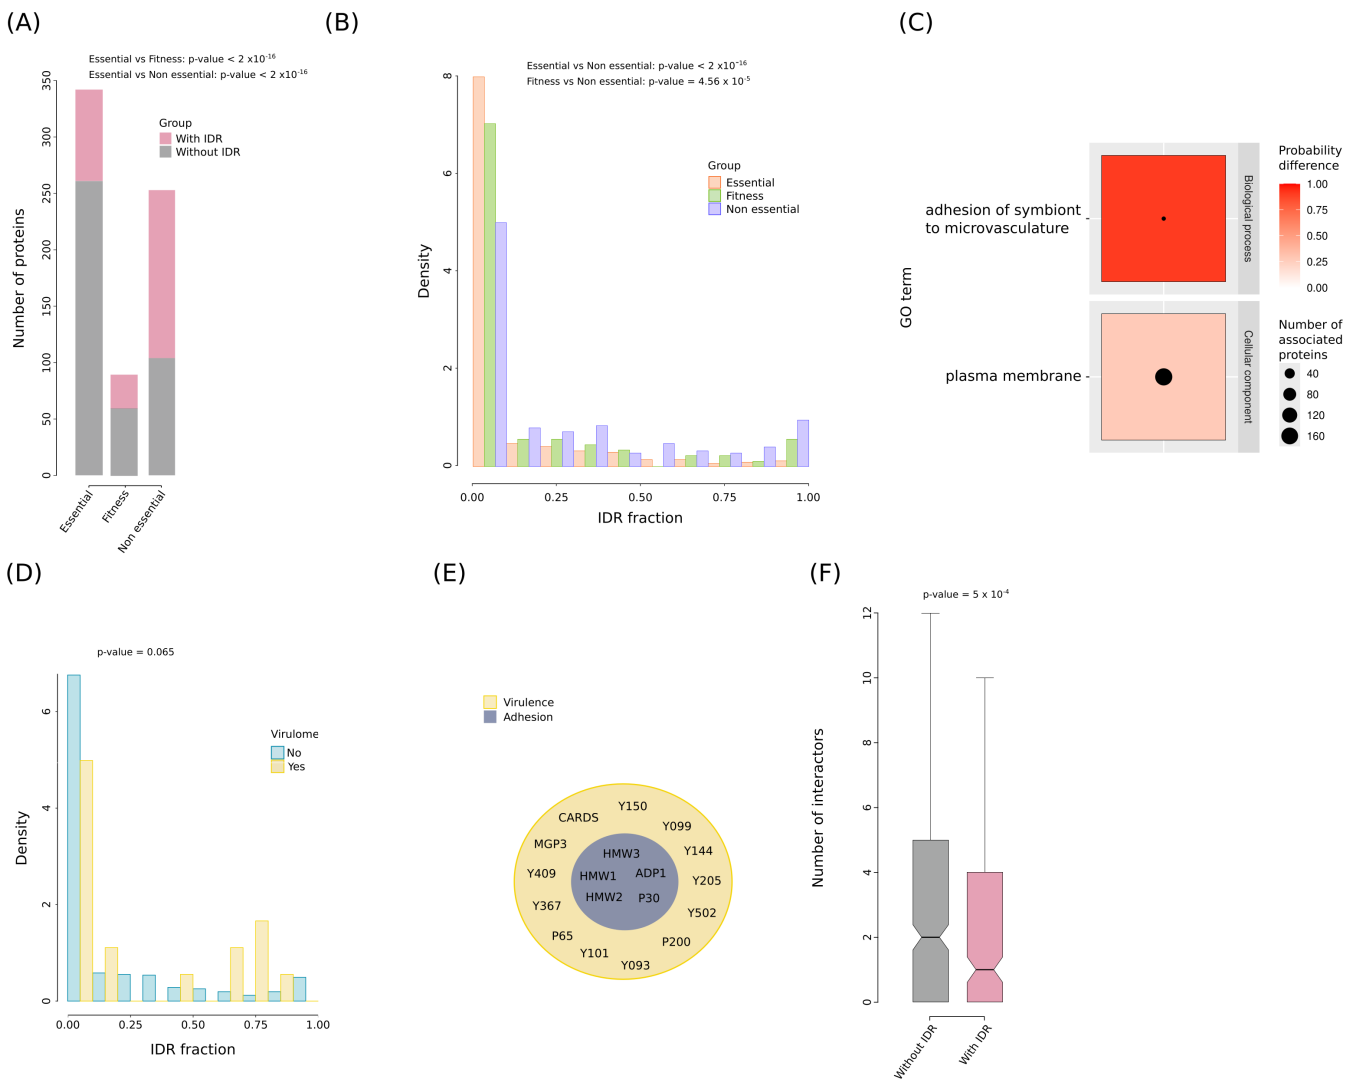 (A)
Essential vs Fitness: p-value < 2 x10-16
Essential vs Non essential: p-value < 2 x10-16
Number of proteins
350
300
250
200
150
100
50
0
Group
With IDR
Without IDR
Essential
Fitness
Non essential
(B)
Essential vs Non essential: p-value < 2 x10-16
Fitness vs Non essential: p-value = 4.56 x 10-5
Density
8
6
4
2
0
Group
Essential
Fitness
Non essential
0.00
0.25
0.50
0.75
1.00
IDR fraction
(C)
GO term
adhesion of symbiont
to microvasculature
plasma membrane
Biological process
Cellular component
Probability
difference
1.00
0.75
0.50
0.25
0.00
Number of
associated
proteins
40
80
120
160
(D)
p-value = 0.065
Density
6
4
2
0
Virulome
No
Yes
0.00
0.25
0.50
0.75
1.00
IDR fraction
(E)
Virulence
Adhesion
Y150
CARDS
Y099
MGP3
HMW3
Y144
Y409
HMW1
ADP1
Y205
HMW2
P30
Y367
Y502
P65
P200
Y101
Y093
(F)
p-value = 5 x 10-4
Number of interactors
12
10
8
6
4
2
0
Without IDR
With IDR